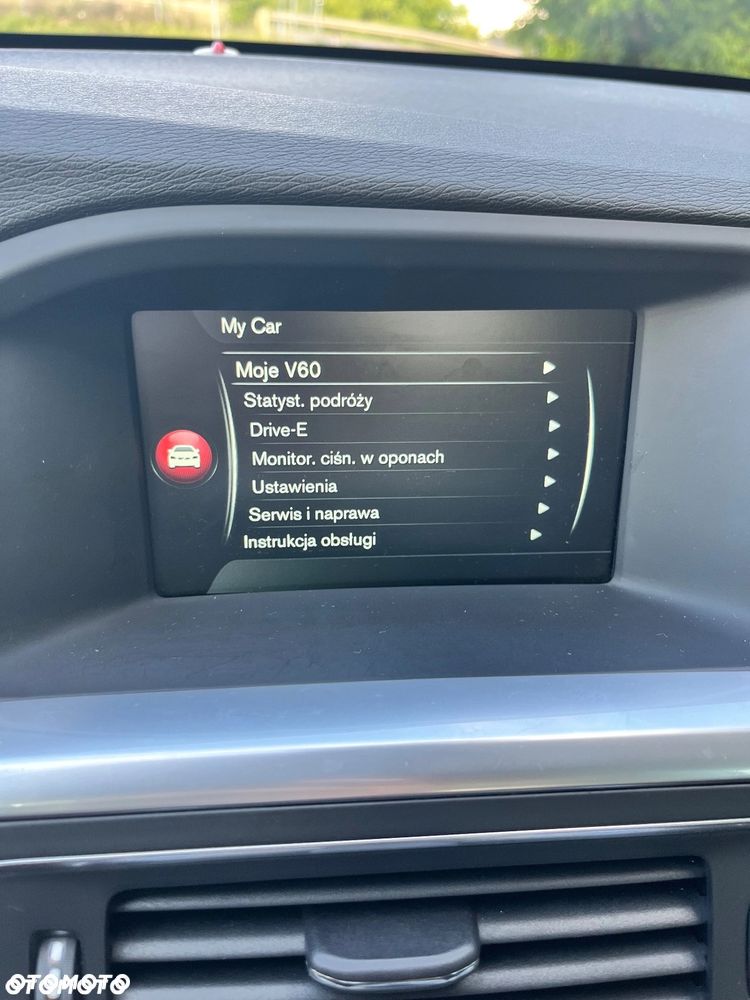 My Car
Moje V60
Statyst. podróży
Drive-E
Monitor. ciśn. w oponach
Ustawienia
Serwis i naprawa
Instrukcja obsługi
OTOMOTO